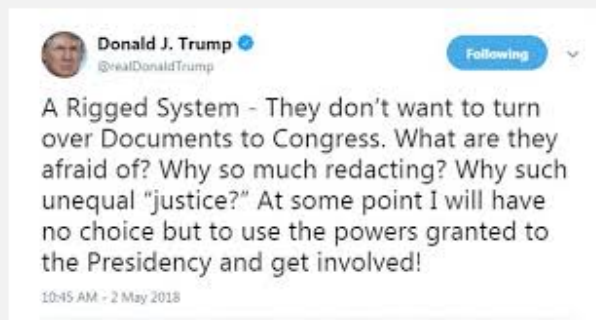 Donald J. Trump
@realDonaldTrump
Following
A Rigged System - They don't want to turn
over Documents to Congress. What are they
afraid of? Why so much redacting? Why such
unequal "justice?" At some point I will have
no choice but to use the powers granted to
the Presidency and get involved!
10:45 AM - 2 May 2018